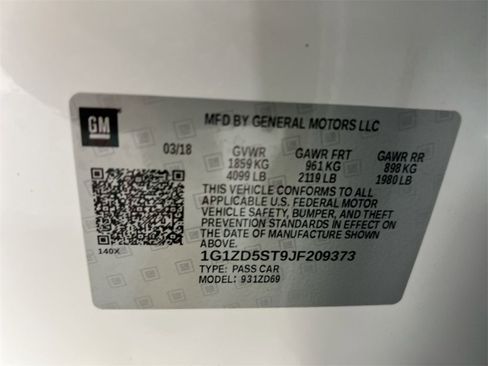 GM
MFD BY GENERAL MOTORS LLC
03/18 GVWR GAWR FRT GAWR RR
1859 KG 961 KG 898 KG
4099 LB 2119 LB 1980 LB
THIS VEHICLE CONFORMS TO ALL
APPLICABLE U.S. FEDERAL MOTOR
VEHICLE SAFETY, BUMPER, AND THEFT
PREVENTION STANDARDS IN EFFECT ON
THE DATE OF MANUFACTURE SHOWN
ABOVE.
140X
1G1ZD5ST9JF209373
TYPE: PASS CAR
MODEL: 931ZD69